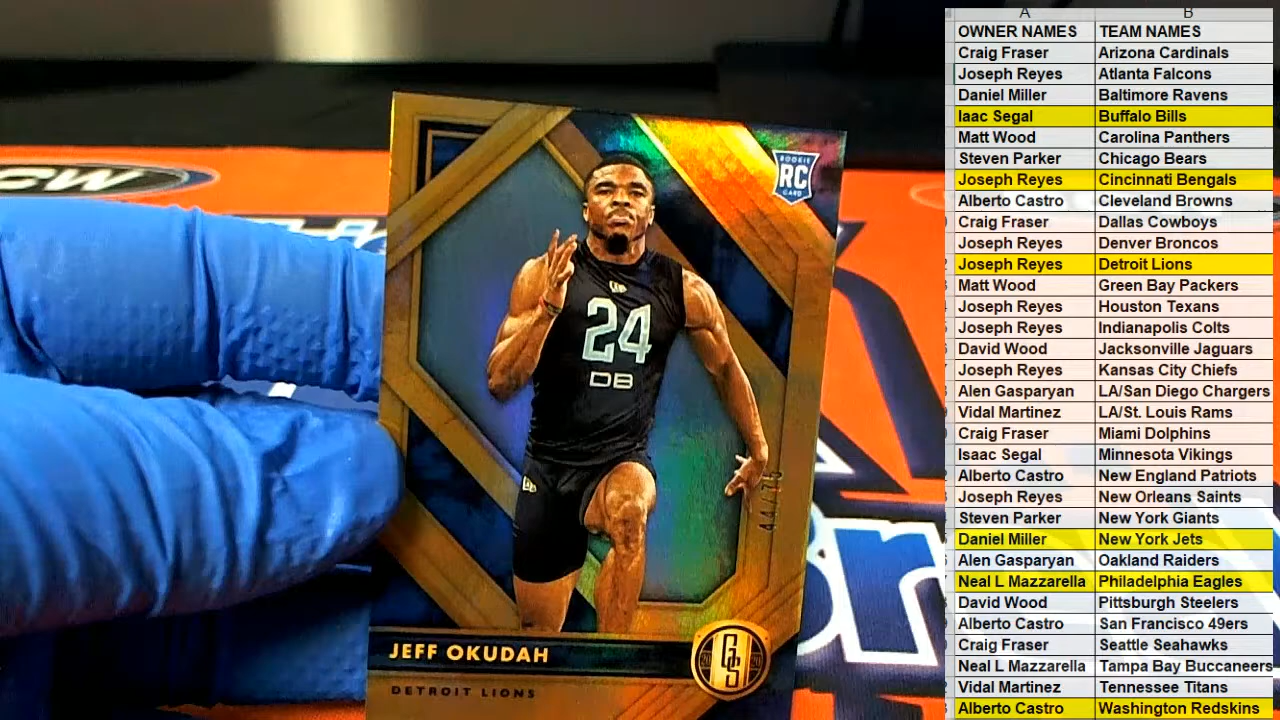 CW
ROOKIE
RC
CARD
24
DB
44/75
JEFF OKUDAH
DETROIT LIONS
GS
A B
OWNER NAMES TEAM NAMES
Craig Fraser Arizona Cardinals
Joseph Reyes Atlanta Falcons
Daniel Miller Baltimore Ravens
Iaac Segal Buffalo Bills
Matt Wood Carolina Panthers
Steven Parker Chicago Bears
Joseph Reyes Cincinnati Bengals
Alberto Castro Cleveland Browns
Craig Fraser Dallas Cowboys
Joseph Reyes Denver Broncos
Joseph Reyes Detroit Lions
Matt Wood Green Bay Packers
Joseph Reyes Houston Texans
Joseph Reyes Indianapolis Colts
David Wood Jacksonville Jaguars
Joseph Reyes Kansas City Chiefs
Alen Gasparyan LA/San Diego Chargers
Vidal Martinez LA/St. Louis Rams
Craig Fraser Miami Dolphins
Isaac Segal Minnesota Vikings
Alberto Castro New England Patriots
Joseph Reyes New Orleans Saints
Steven Parker New York Giants
Daniel Miller New York Jets
Alen Gasparyan Oakland Raiders
Neal L Mazzarella Philadelphia Eagles
David Wood Pittsburgh Steelers
Alberto Castro San Francisco 49ers
Craig Fraser Seattle Seahawks
Neal L Mazzarella Tampa Bay Buccaneers
Vidal Martinez Tennessee Titans
Alberto Castro Washington Redskins